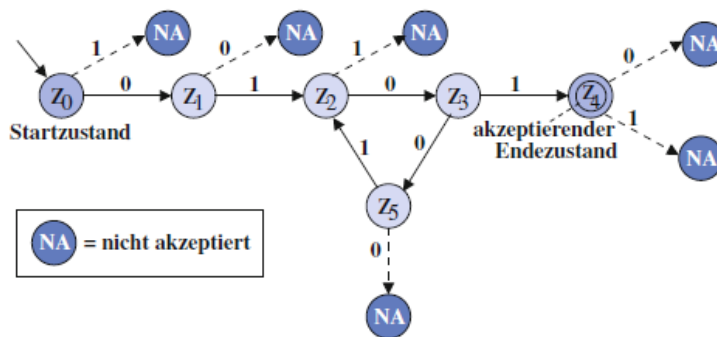 NA
NA
NA
NA
1
0
1
0
Z0
0
Z1
1
Z2
0
Z3
1
Z4
Startzustand
akzeptierender
Endezustand
1
NA
1
0
Z5
NA = nicht akzeptiert
0
NA